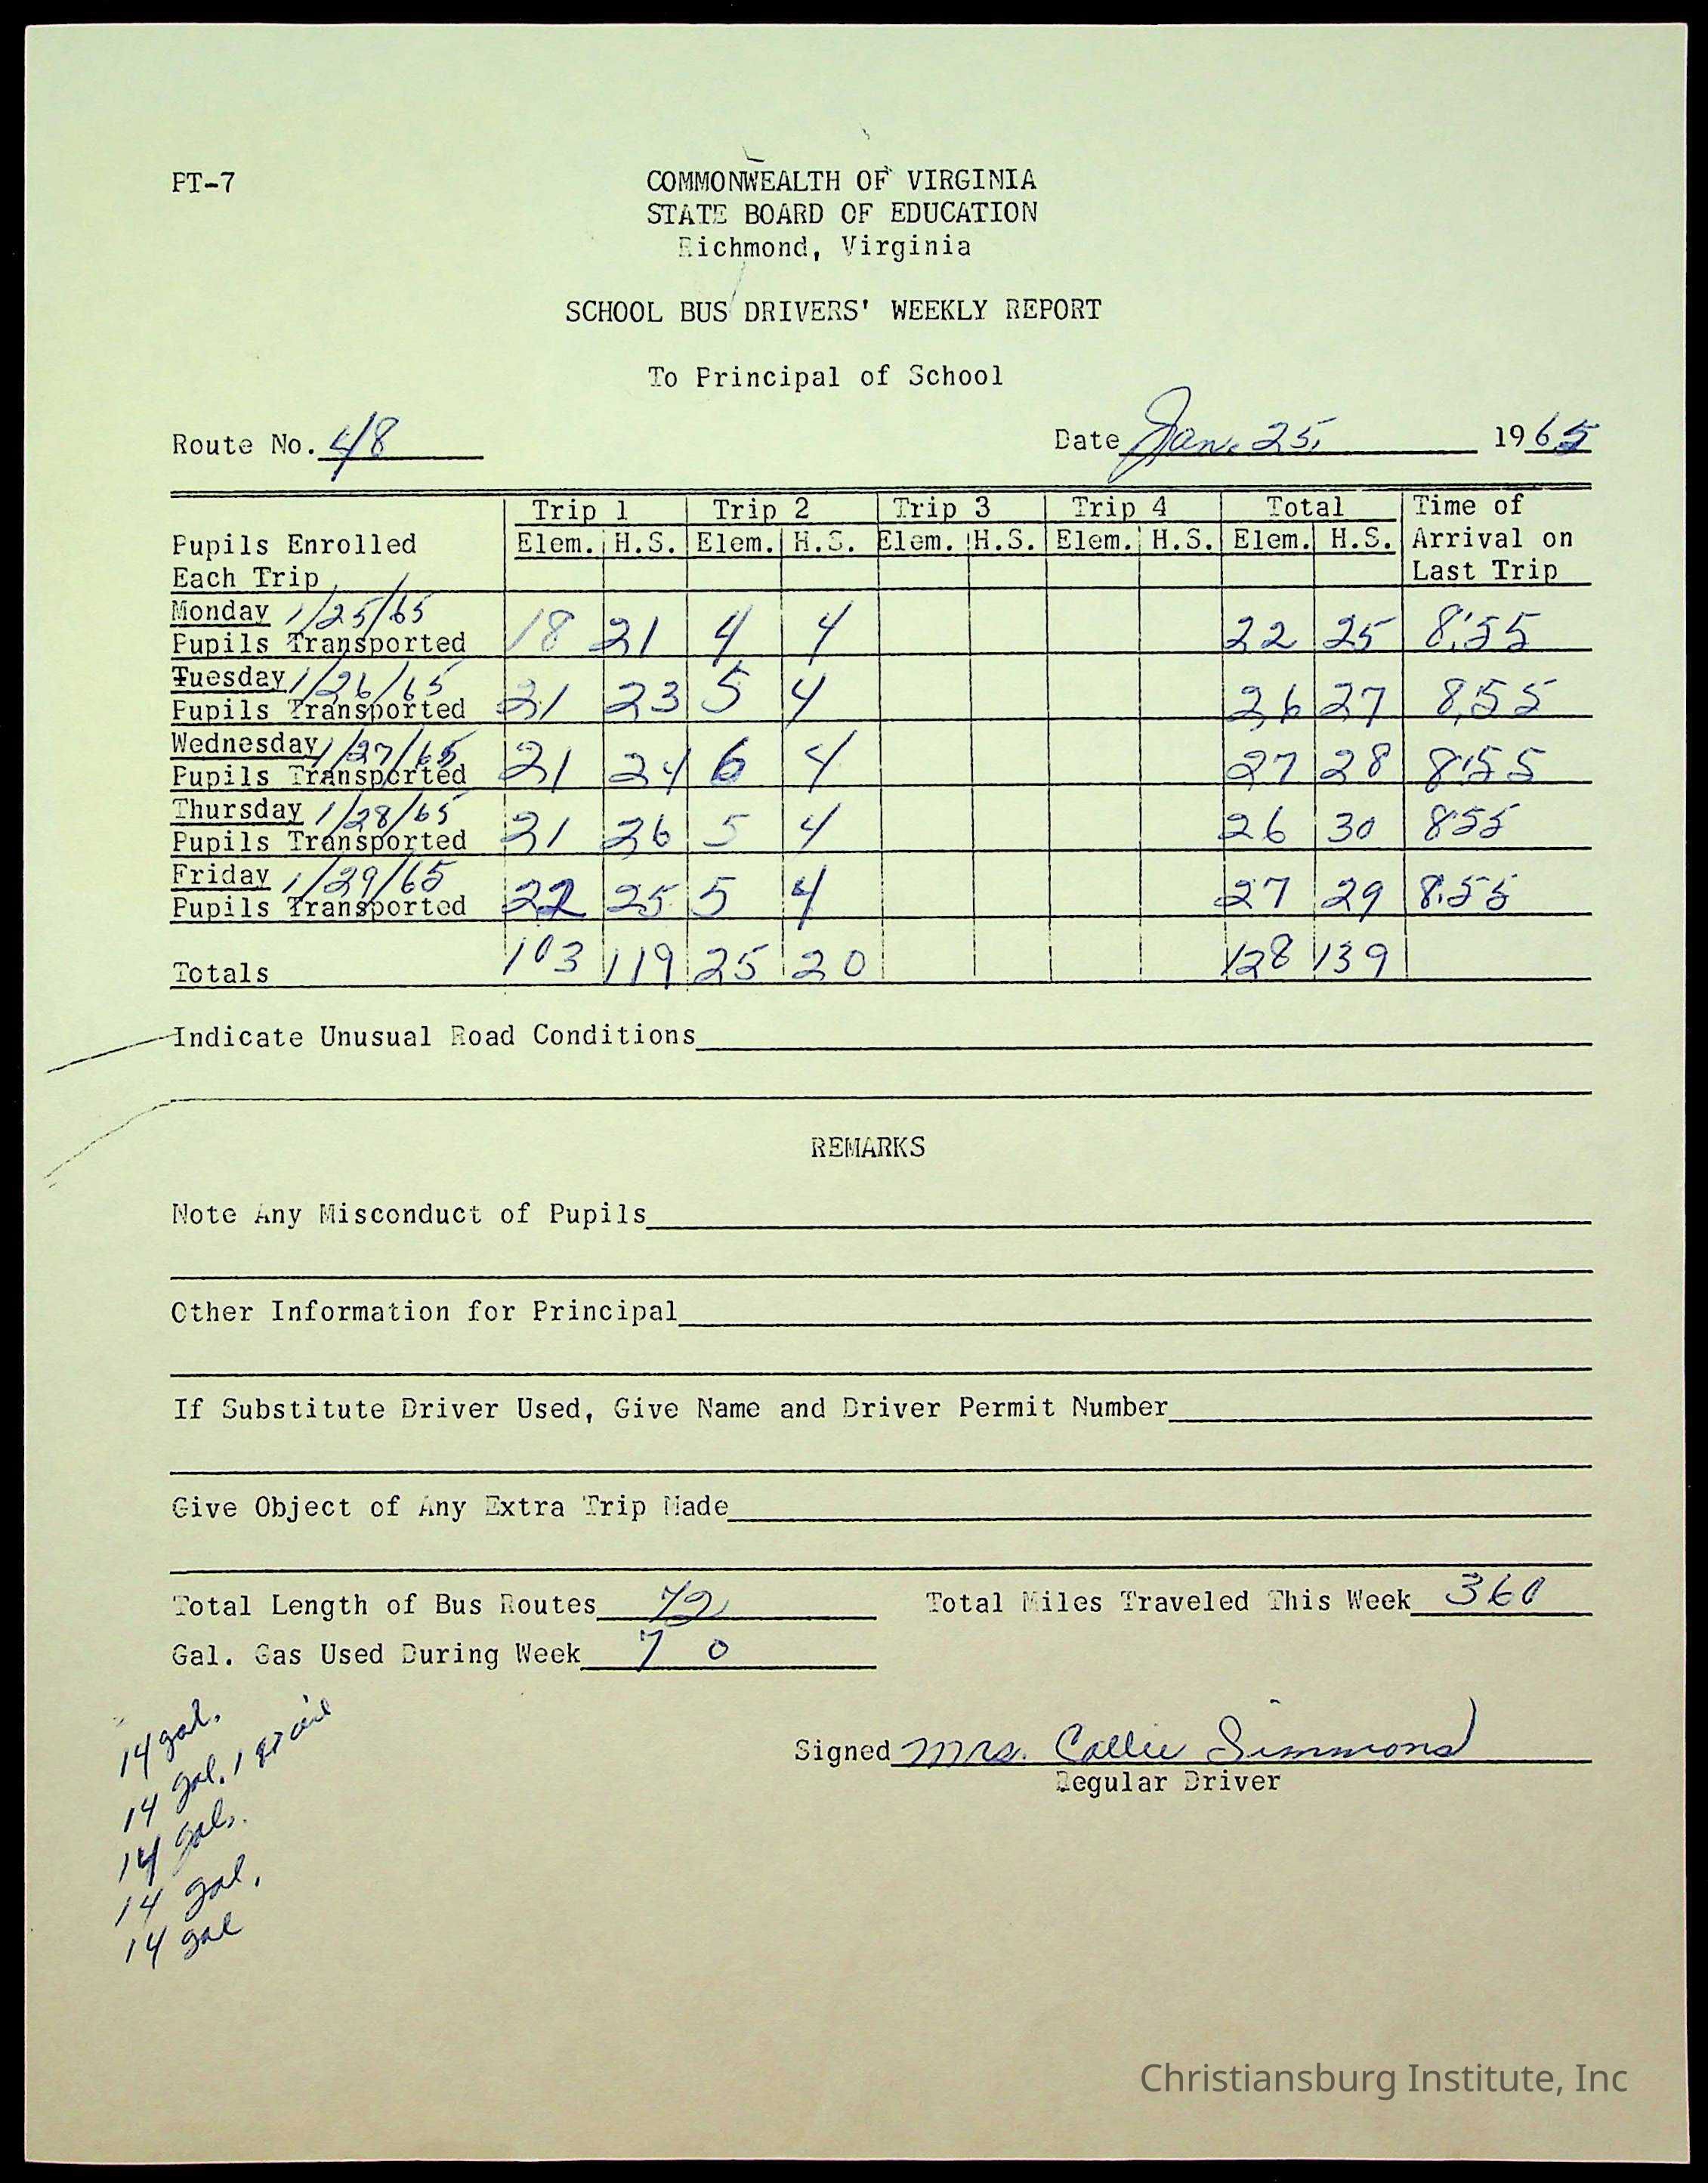 PT-7
COMMONWEALTH OF VIRGINIA
STATE BOARD OF EDUCATION
Richmond, Virginia
SCHOOL BUS DRIVERS' WEEKLY REPORT
To Principal of School
Route No. 48 Date Jan. 25, 1965
Trip 1 Trip 2 Trip 3 Trip 4 Total Time of
Pupils Enrolled Elem. H.S. Elem. H.S. Elem. H.S. Elem. H.S. Elem. H.S. Arrival on
Each Trip Last Trip
Monday 1/25/65
Pupils Transported 18 21 4 4 22 25 8:55
Tuesday 1/26/65
Pupils Transported 21 23 5 4 26 27 8,55
Wednesday 1/27/65
Pupils Transported 21 24 6 4 27 28 8:55
Thursday 1/28/65
Pupils Transported 21 26 5 4 26 30 855
Friday 1/29/65
Pupils Transported 22 25 5 4 27 29 8:55
Totals 103 119 25 20 128 139
Indicate Unusual Road Conditions
REMARKS
Note Any Misconduct of Pupils
Other Information for Principal
If Substitute Driver Used, Give Name and Driver Permit Number
Give Object of Any Extra Trip Made
Total Length of Bus Routes 72 Total Miles Traveled This Week 360
Gal. Gas Used During Week 70
14 gal.
14 gal. 1 qt oil
14 gal.
14 gal.
14 gal
Signed Mrs. Callie Simmons
Regular Driver
Christiansburg Institute, Inc